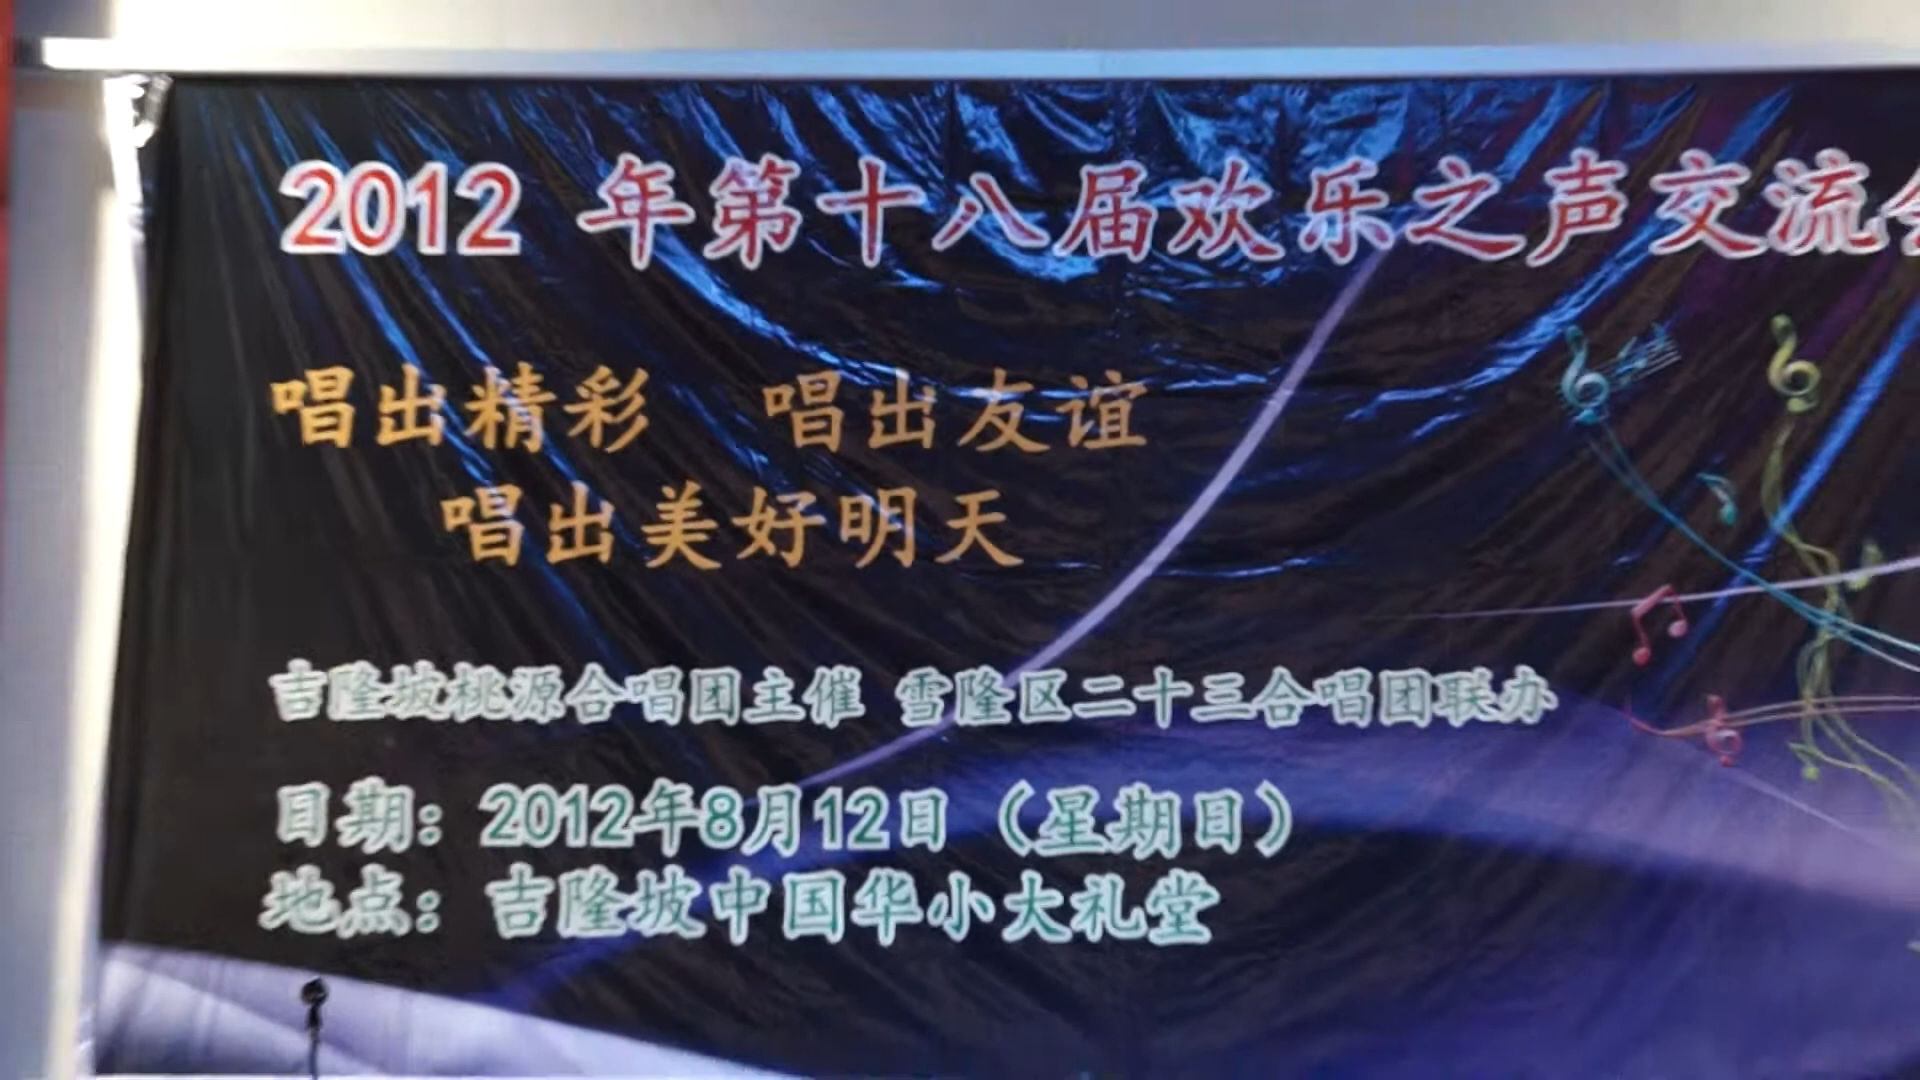 2012 年第十八届欢乐之声交流会
唱出精彩 唱出友谊
唱出美好明天
吉隆坡桃源合唱团主催 雪隆区二十三合唱团联办
日期：2012年8月12日（星期日）
地点：吉隆坡中国华小大礼堂